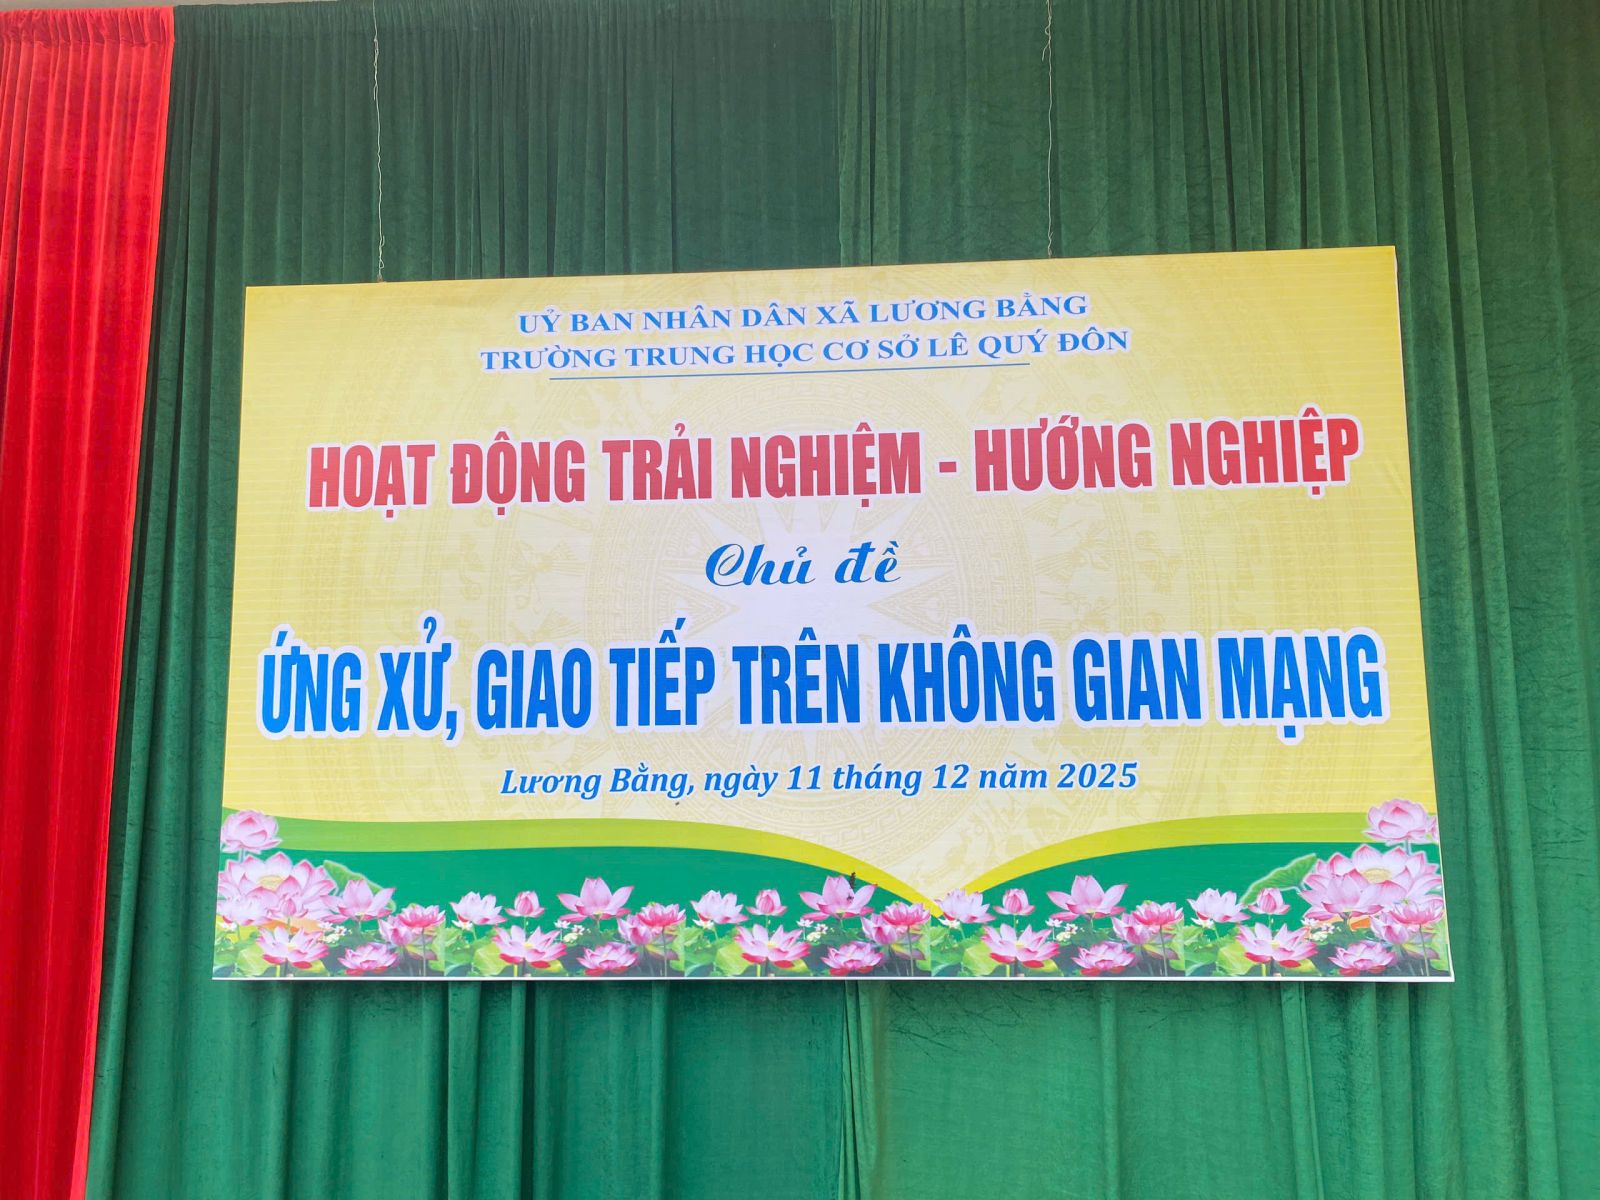 UỶ BAN NHÂN DÂN XÃ LƯƠNG BẰNG
TRƯỜNG TRUNG HỌC CƠ SỞ LÊ QUÝ ĐÔN
HOẠT ĐỘNG TRẢI NGHIỆM - HƯỚNG NGHIỆP
Chủ đề
ỨNG XỬ, GIAO TIẾP TRÊN KHÔNG GIAN MẠNG
Lương Bằng, ngày 11 tháng 12 năm 2025